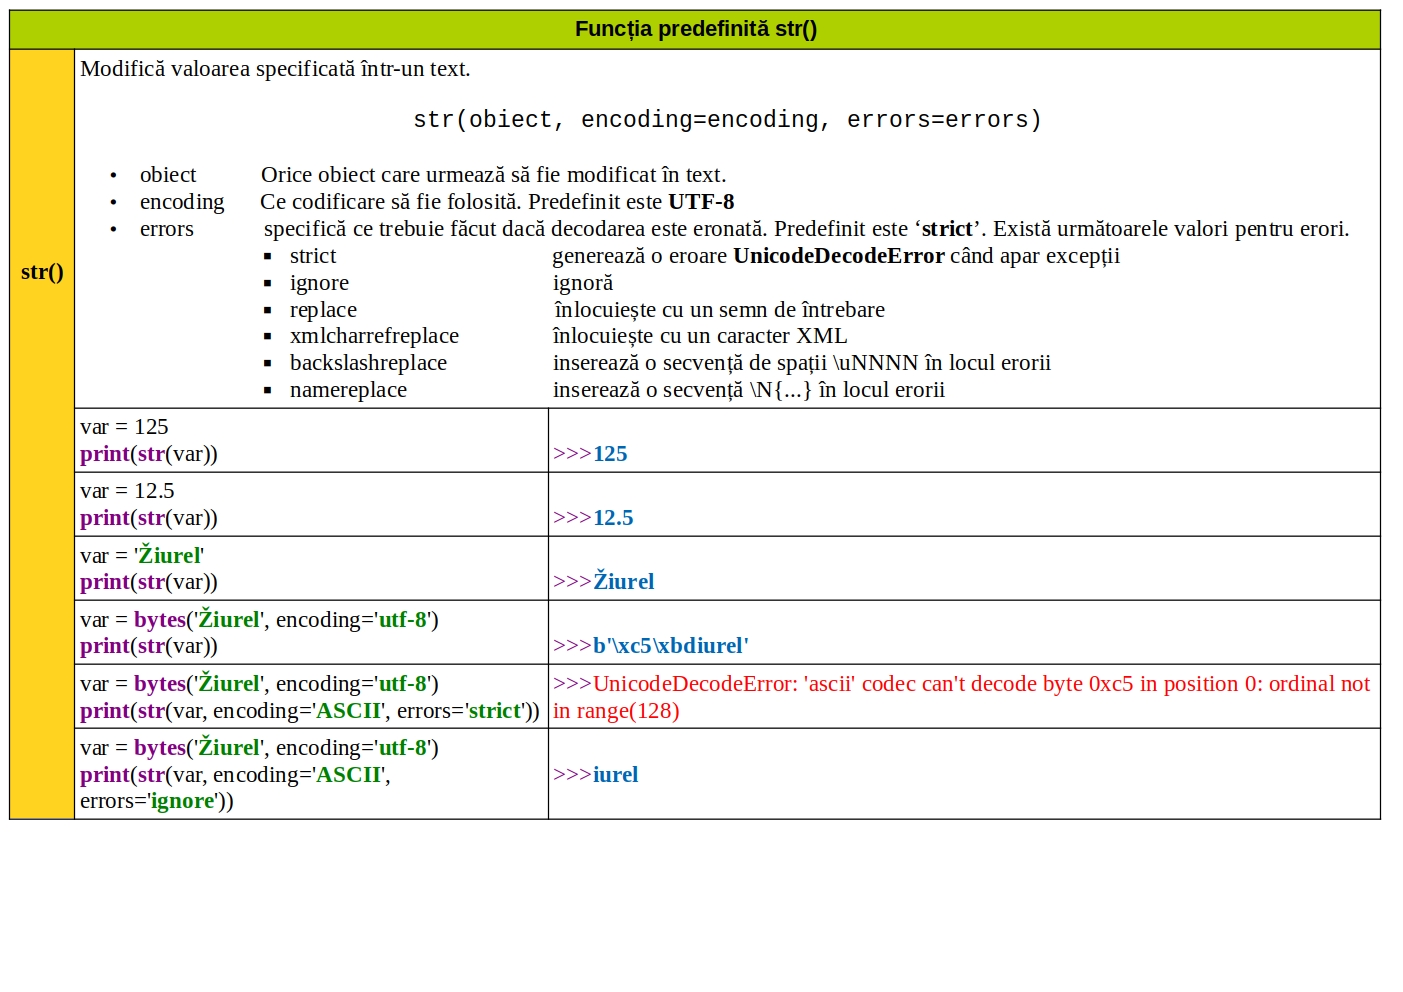 Funcția predefinită str()
str()
Modifică valoarea specificată într-un text.
str(obiect, encoding=encoding, errors=errors)
• obiect Orice obiect care urmează să fie modificat în text.
• encoding Ce codificare să fie folosită. Predefinit este UTF-8
• errors specifică ce trebuie făcut dacă decodarea este eronată. Predefinit este ‘strict’. Există următoarele valori pentru erori.
▪ strict generează o eroare UnicodeDecodeError când apar excepții
▪ ignore ignoră
▪ replace înlocuiește cu un semn de întrebare
▪ xmlcharrefreplace înlocuiește cu un caracter XML
▪ backslashreplace inserează o secvență de spații \uNNNN în locul erorii
▪ namereplace inserează o secvență \N{...} în locul erorii
var = 125
print(str(var))
>>>125
var = 12.5
print(str(var))
>>>12.5
var = 'Žiurel'
print(str(var))
>>>Žiurel
var = bytes('Žiurel', encoding='utf-8')
print(str(var))
>>>b'\xc5\xbdiurel'
var = bytes('Žiurel', encoding='utf-8')
print(str(var, encoding='ASCII', errors='strict'))
>>>UnicodeDecodeError: 'ascii' codec can't decode byte 0xc5 in position 0: ordinal not
in range(128)
var = bytes('Žiurel', encoding='utf-8')
print(str(var, encoding='ASCII',
errors='ignore'))
>>>iurel